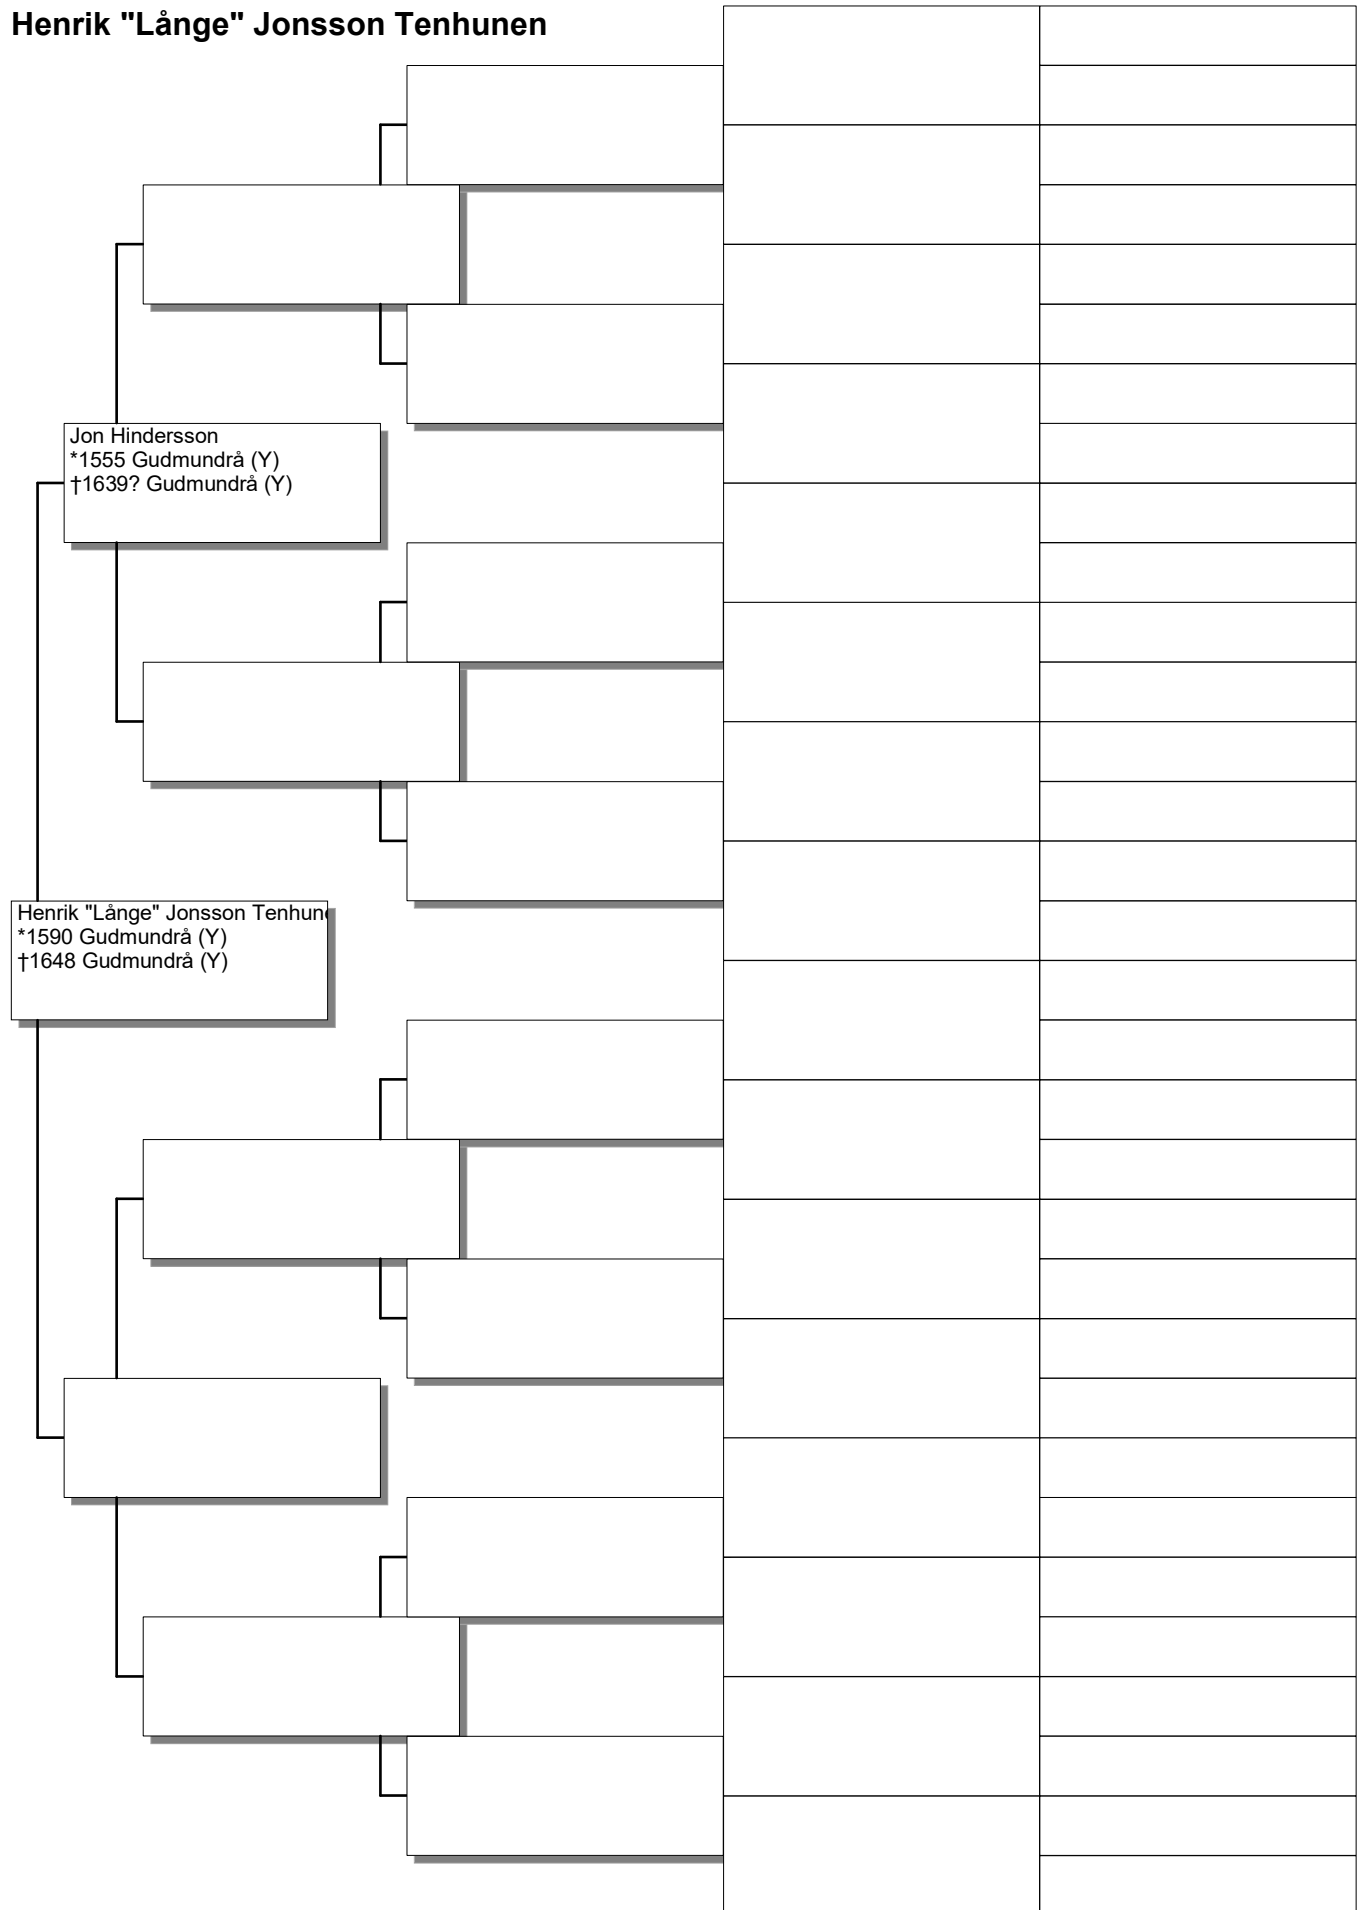 Henrik "Långe" Jonsson Tenhunen
Jon Hindersson
*1555 Gudmundrå (Y)
†1639? Gudmundrå (Y)
Henrik "Långe" Jonsson Tenhun
*1590 Gudmundrå (Y)
†1648 Gudmundrå (Y)